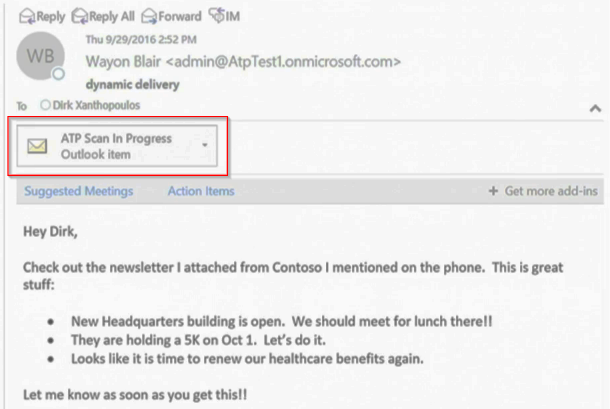 Reply Reply All Forward IM
Thu 9/29/2016 2:52 PM
WB
Wayon Blair <admin@AtpTest1.onmicrosoft.com>
dynamic delivery
To Dirk Xanthopoulos
ATP Scan In Progress
Outlook item
Suggested Meetings Action Items + Get more add-ins
Hey Dirk,
Check out the newsletter I attached from Contoso I mentioned on the phone. This is great
stuff:
• New Headquarters building is open. We should meet for lunch there!!
• They are holding a 5K on Oct 1. Let's do it.
• Looks like it is time to renew our healthcare benefits again.
Let me know as soon as you get this!!